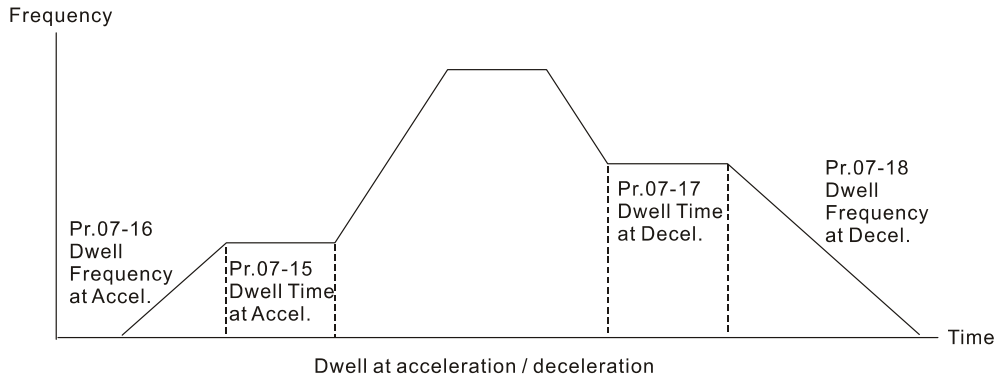 Frequency
Pr.07-16
Dwell
Frequency
at Accel.
Pr.07-15
Dwell Time
at Accel.
Pr.07-17
Dwell Time
at Decel.
Pr.07-18
Dwell
Frequency
at Decel.
Time
Dwell at acceleration / deceleration